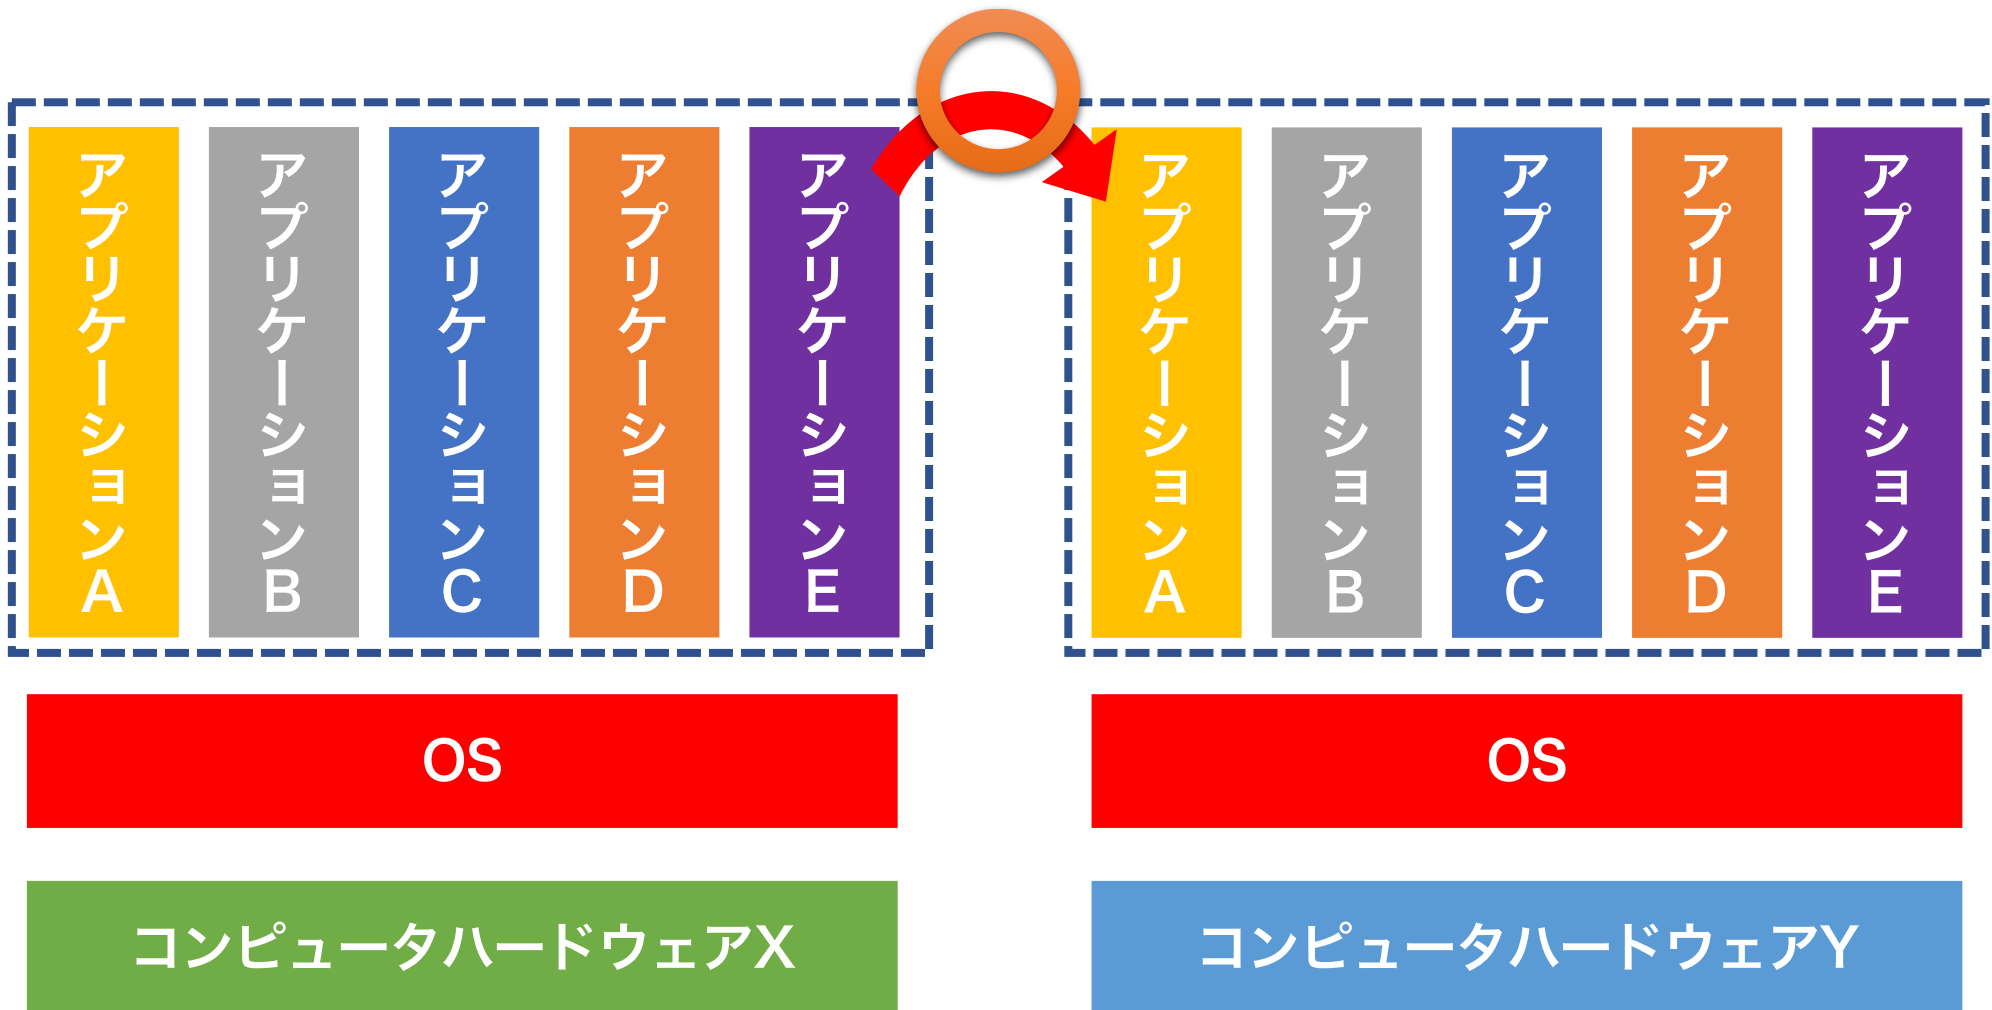 アプリケーションA
アプリケーションB
アプリケーションC
アプリケーションD
アプリケーションE
OS
コンピュータハードウェアX
アプリケーションA
アプリケーションB
アプリケーションC
アプリケーションD
アプリケーションE
OS
コンピュータハードウェアY